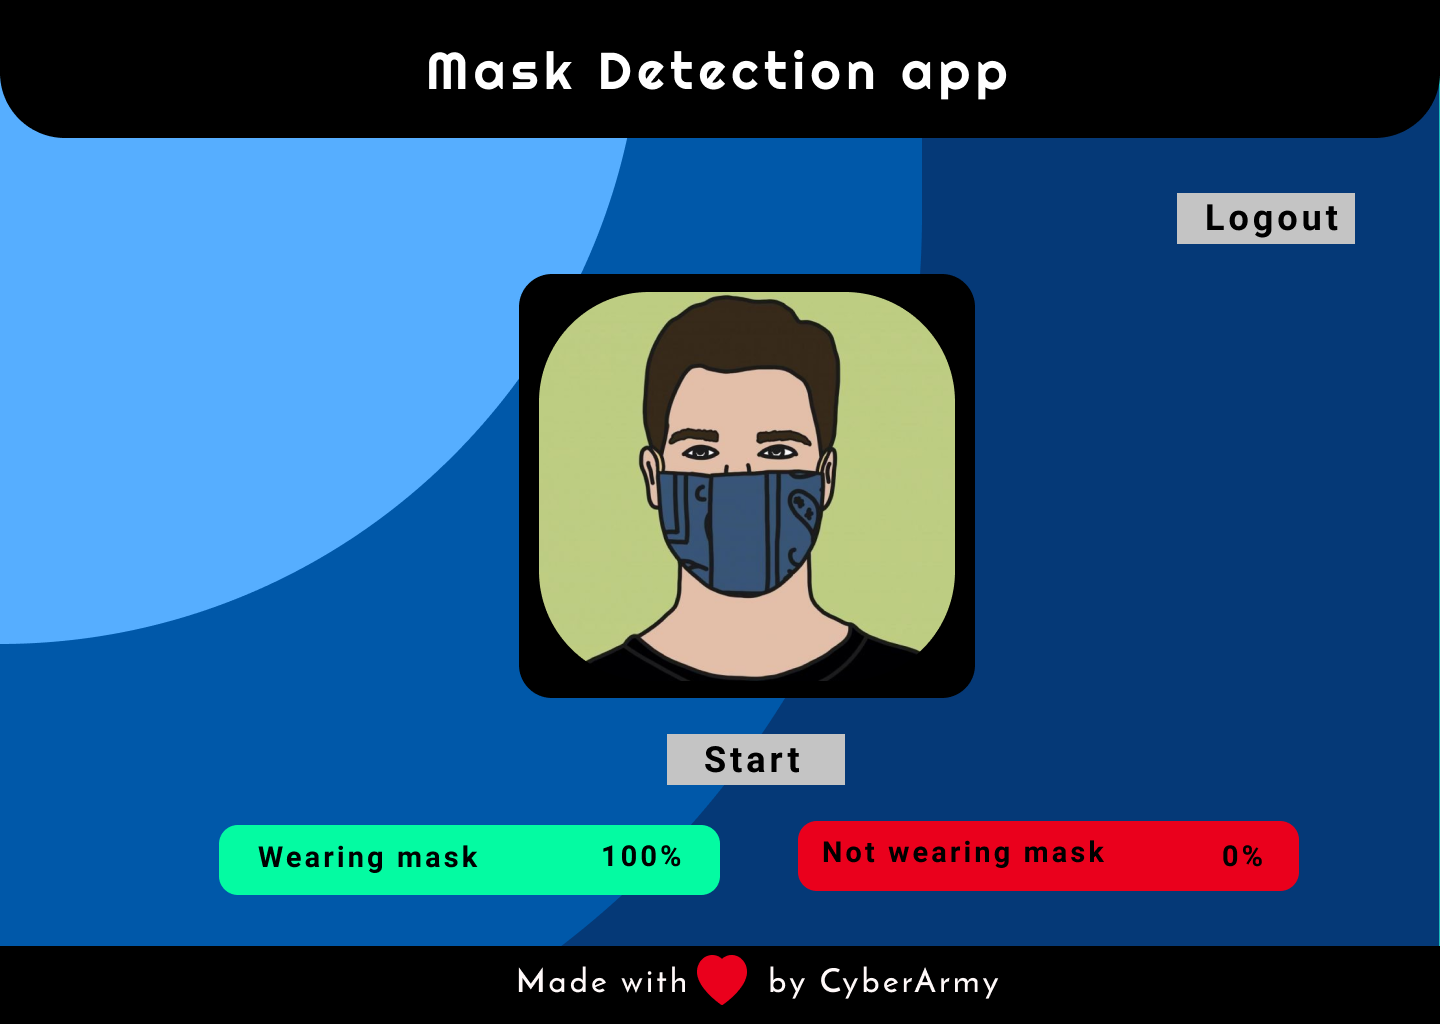 Mask Detection app
Logout
Start
Wearing mask 100%
Not wearing mask 0%
Made with by CyberArmy